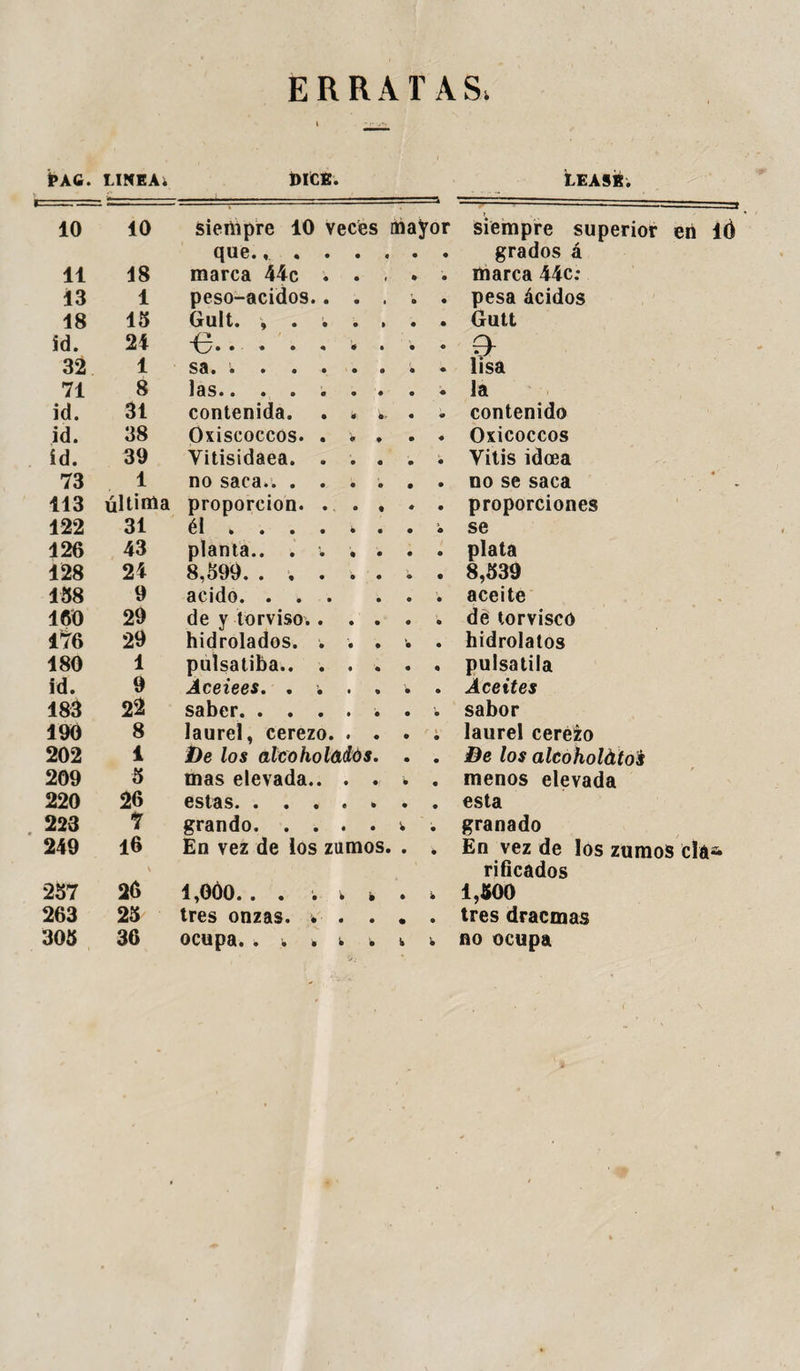 ERRATAS.
PAG. LINEA. DICE. LEASE.
10 10 siempre 10 veces mayor siempre superior en 10
que. . . . . . . . grados á
11 18 marca 44c . . . . . marca 44c:
13 1 peso-acidos. . . . . . pesa ácidos
18 15 Gult. , . . . . . . Gutt
id. 24 . . . . . . . . .
32 1 sa. . . . . . . . . lisa
71 8 las. . . . . . . . . la
id. 31 contenida. . . . . . contenido
id. 38 Oxiscoccos. . . . . . Oxicoccos
id. 39 Vitisidaea. . . . . . Vitis idœa
73 1 no saca. . . . . . . . no se saca
113 última proporcion. . . . . . proporciones
122 31 él . . . . . . . . se
126 43 planta. . . . . . . . plata
128 24 8,599. . . . . . . . 8,539
158 9 acido. . . . . . . aceite
160 29 de y torviso. . . . . . de torvisco
176 29 hidrolados. . . . . . hidrolatos
180 1 pulsatiba. . . . . . . pulsatila
id. 9 Aceiees. . . . . . . Aceites
183 22 saber. . . . . . . . sabor
190 8 laurel, cerezo. . . . . laurel cerezo
202 1 De los alcoholados. . . De los alcoholatos
209 5 mas elevada. . . . . . menos elevada
220 26 estas. . . . . . . . esta
223 7 grando. . . . . . . granado
249 16 En vez de los zumos. . . En vez de los zumos cla-
rificados
257 26 1,000. . . . . . . . 1,500
263 25 tres onzas. . . . . . tres dracmas
305 36 ocupa. . . . . . . . no ocupa